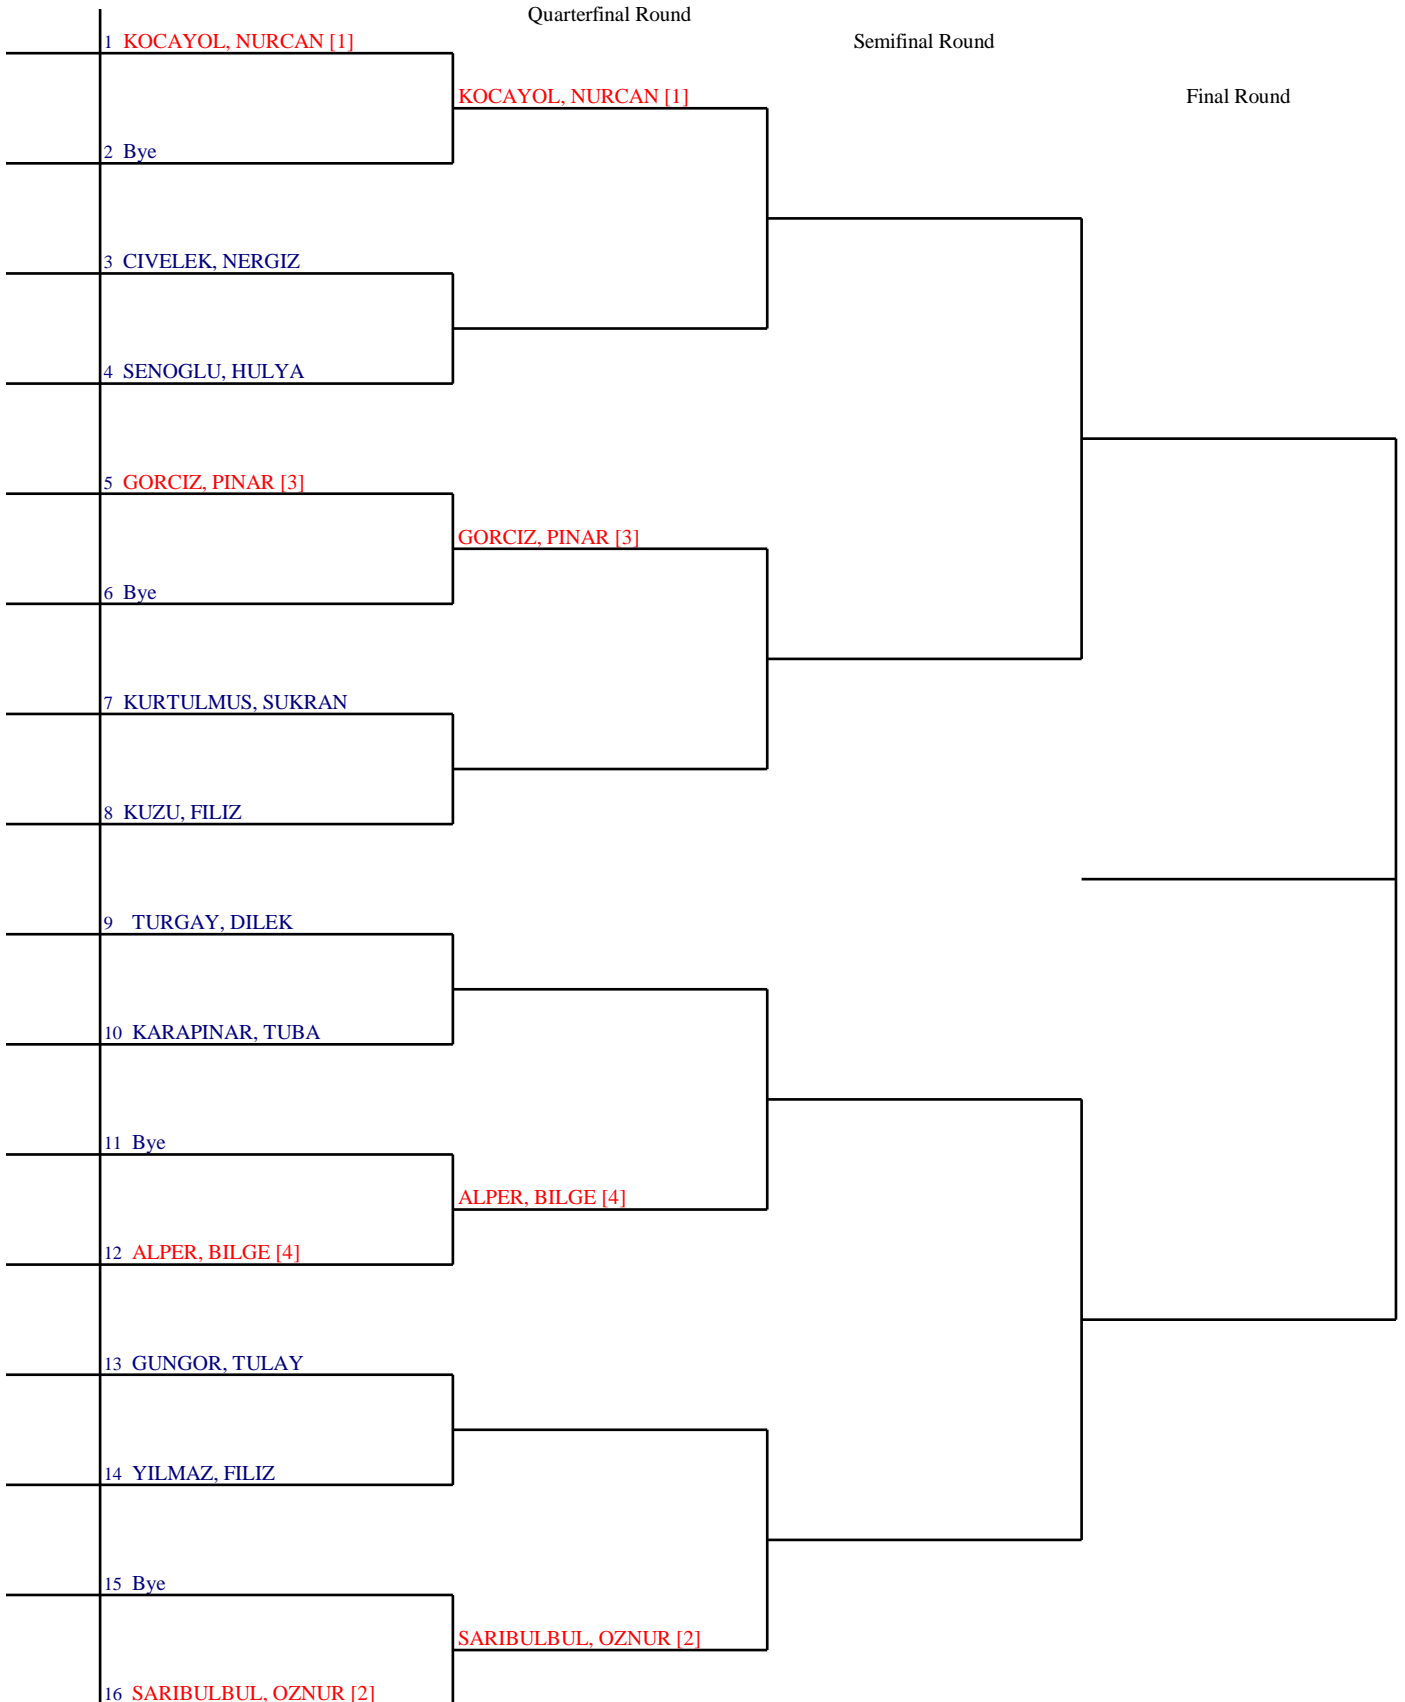 Quarterfinal Round
Semifinal Round
Final Round
1 KOCAYOL, NURCAN [1]
KOCAYOL, NURCAN [1]
2 Bye
3 CIVELEK, NERGIZ
4 SENOGLU, HULYA
5 GORCIZ, PINAR [3]
GORCIZ, PINAR [3]
6 Bye
7 KURTULMUS, SUKRAN
8 KUZU, FILIZ
9 TURGAY, DILEK
10 KARAPINAR, TUBA
11 Bye
ALPER, BILGE [4]
12 ALPER, BILGE [4]
13 GUNGOR, TULAY
14 YILMAZ, FILIZ
15 Bye
SARIBULBUL, OZNUR [2]
16 SARIBULBUL, OZNUR [2]